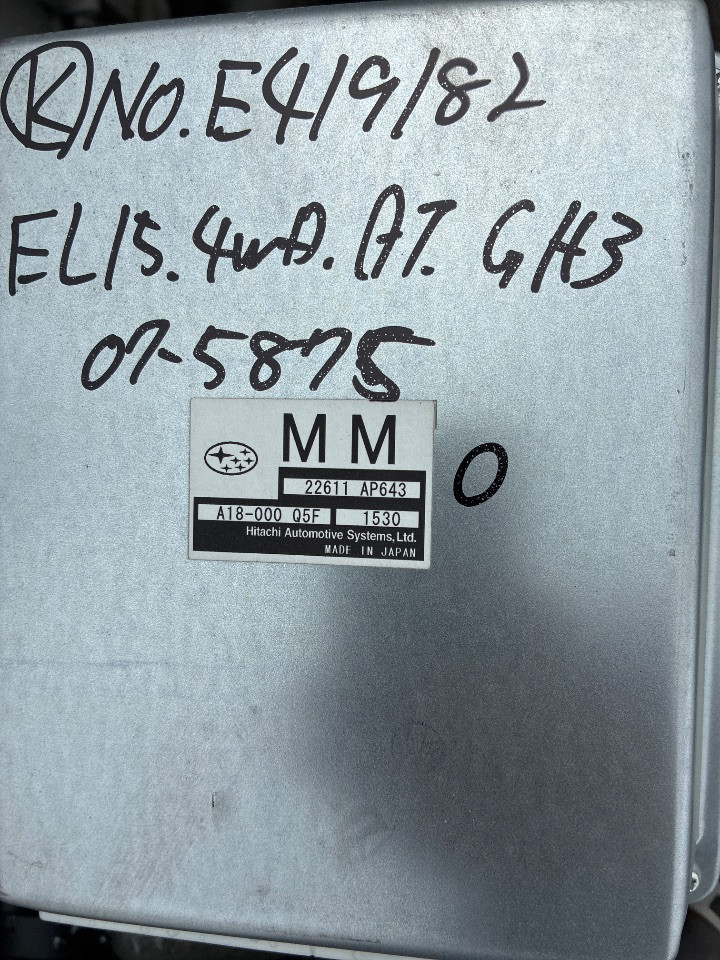 Ⓚ NO. E419182
EL15. 4WD. AT. GH3
07-5875
MM
0
22611 AP643
A18-000 Q5F 1530
Hitachi Automotive Systems, Ltd.
MADE IN JAPAN